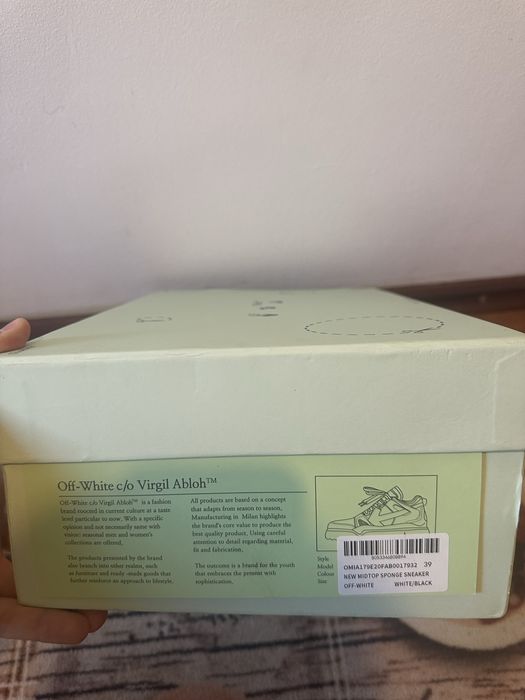 Off-White c/o Virgil Abloh™
Off-White c/o Virgil Abloh™ is a fashion
brand rooted in current culture at a taste
level particular to now. With a specific
opinion and not necessarily same with
vision: seasonal men and women's
collections are offered.
The products presented by the brand
also branch into other realms, such
as furniture and ready -made goods that
further reinforce an approach to lifestyle.
All products are based on a concept
that adapts from season to season,
Manufacturing in Milan highlights
the brand's core value to produce the
best quality product. Using careful
attention to detail regarding material,
fit and fabrication.
The outcome is a brand for the youth
that embraces the present with
sophistication.
Style
Model
Colour
Size
OMIA179E20FAB0017932 39
NEW MIDTOP SPONGE SNEAKER
OFF-WHITE WHITE/BLACK